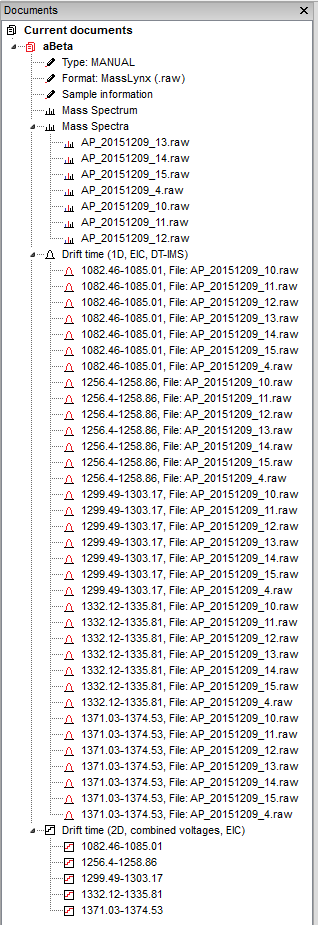 Documents
Current documents
aBeta
Type: MANUAL
Format: MassLynx (.raw)
Sample information
Mass Spectrum
Mass Spectra
AP_20151209_13.raw
AP_20151209_14.raw
AP_20151209_15.raw
AP_20151209_4.raw
AP_20151209_10.raw
AP_20151209_11.raw
AP_20151209_12.raw
Drift time (1D, EIC, DT-IMS)
1082.46-1085.01, File: AP_20151209_10.raw
1082.46-1085.01, File: AP_20151209_11.raw
1082.46-1085.01, File: AP_20151209_12.raw
1082.46-1085.01, File: AP_20151209_13.raw
1082.46-1085.01, File: AP_20151209_14.raw
1082.46-1085.01, File: AP_20151209_15.raw
1082.46-1085.01, File: AP_20151209_4.raw
1256.4-1258.86, File: AP_20151209_10.raw
1256.4-1258.86, File: AP_20151209_11.raw
1256.4-1258.86, File: AP_20151209_12.raw
1256.4-1258.86, File: AP_20151209_13.raw
1256.4-1258.86, File: AP_20151209_14.raw
1256.4-1258.86, File: AP_20151209_15.raw
1256.4-1258.86, File: AP_20151209_4.raw
1299.49-1303.17, File: AP_20151209_10.raw
1299.49-1303.17, File: AP_20151209_11.raw
1299.49-1303.17, File: AP_20151209_12.raw
1299.49-1303.17, File: AP_20151209_13.raw
1299.49-1303.17, File: AP_20151209_14.raw
1299.49-1303.17, File: AP_20151209_15.raw
1299.49-1303.17, File: AP_20151209_4.raw
1332.12-1335.81, File: AP_20151209_10.raw
1332.12-1335.81, File: AP_20151209_11.raw
1332.12-1335.81, File: AP_20151209_12.raw
1332.12-1335.81, File: AP_20151209_13.raw
1332.12-1335.81, File: AP_20151209_14.raw
1332.12-1335.81, File: AP_20151209_15.raw
1332.12-1335.81, File: AP_20151209_4.raw
1371.03-1374.53, File: AP_20151209_10.raw
1371.03-1374.53, File: AP_20151209_11.raw
1371.03-1374.53, File: AP_20151209_12.raw
1371.03-1374.53, File: AP_20151209_13.raw
1371.03-1374.53, File: AP_20151209_14.raw
1371.03-1374.53, File: AP_20151209_15.raw
1371.03-1374.53, File: AP_20151209_4.raw
Drift time (2D, combined voltages, EIC)
1082.46-1085.01
1256.4-1258.86
1299.49-1303.17
1332.12-1335.81
1371.03-1374.53